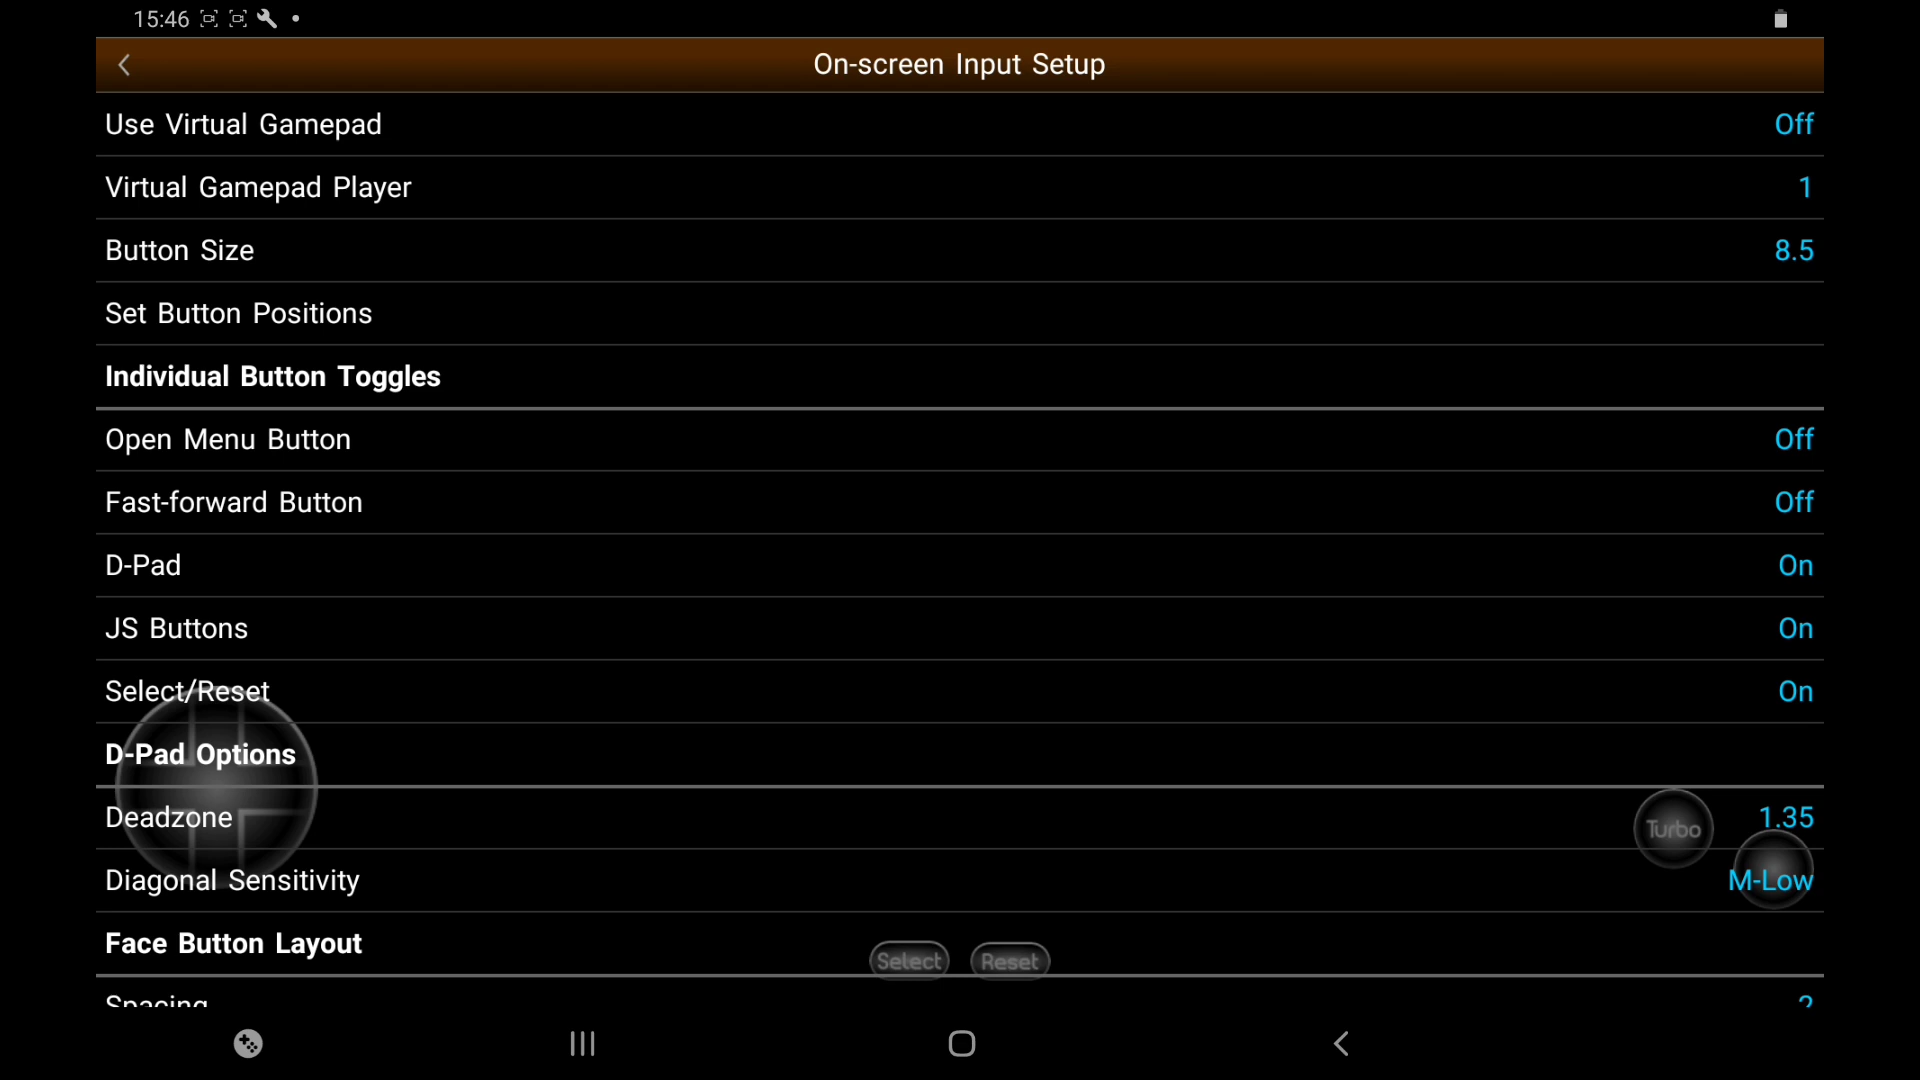 15:46
On-screen Input Setup
Use Virtual Gamepad Off
Virtual Gamepad Player 1
Button Size 8.5
Set Button Positions
Individual Button Toggles
Open Menu Button Off
Fast-forward Button Off
D-Pad On
JS Buttons On
Select/Reset On
D-Pad Options
Deadzone 1.35
Turbo
Diagonal Sensitivity M-Low
Face Button Layout
Select Reset
Spacing 2